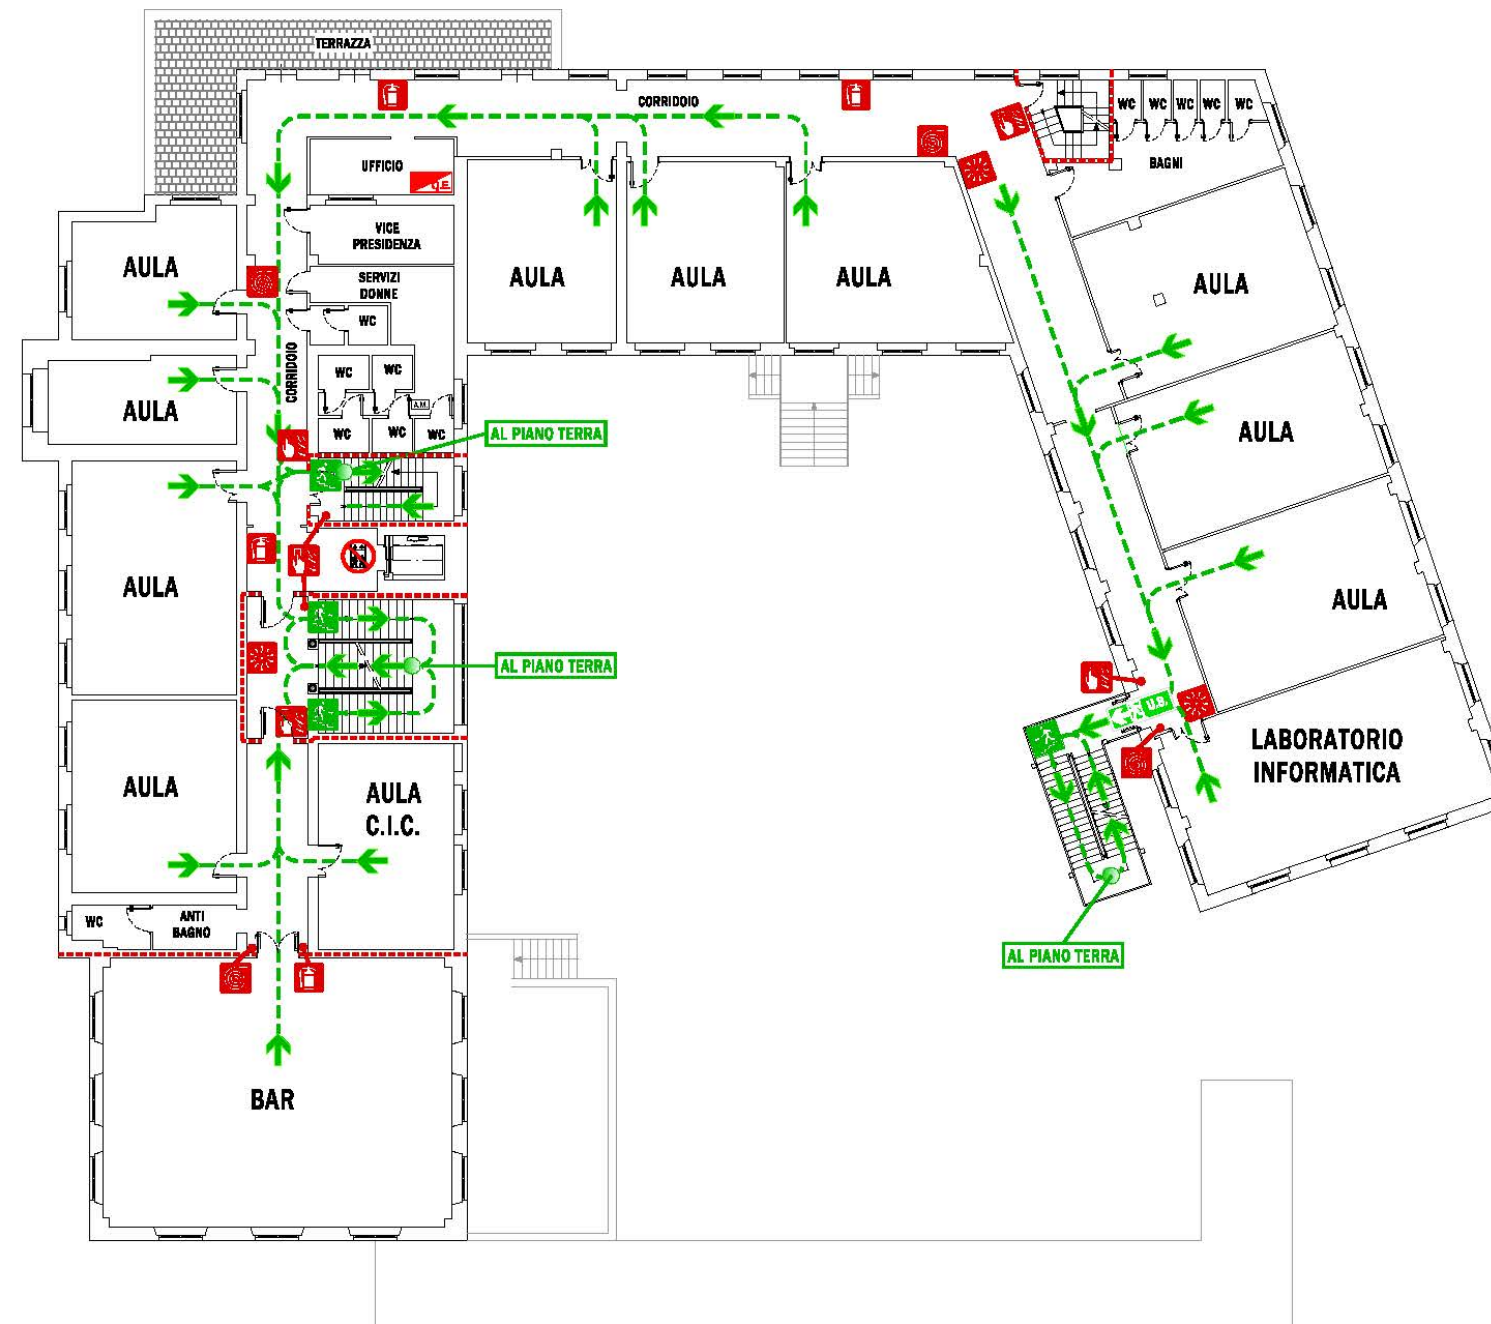 TERRAZZA
CORRIDOIO
WC
WC
WC
WC
WC
BAGNI
UFFICIO
Q.E.
VICE
PRESIDENZA
SERVIZI
DONNE
WC
AULA
AULA
AULA
AULA
AULA
CORRIDOIO
WC
WC
A.M.
AULA
WC
WC
WC
AL PIANO TERRA
AULA
AULA
AULA
AL PIANO TERRA
U.S.
LABORATORIO
INFORMATICA
AULA
AULA
C.I.C.
WC
ANTI
BAGNO
AL PIANO TERRA
BAR